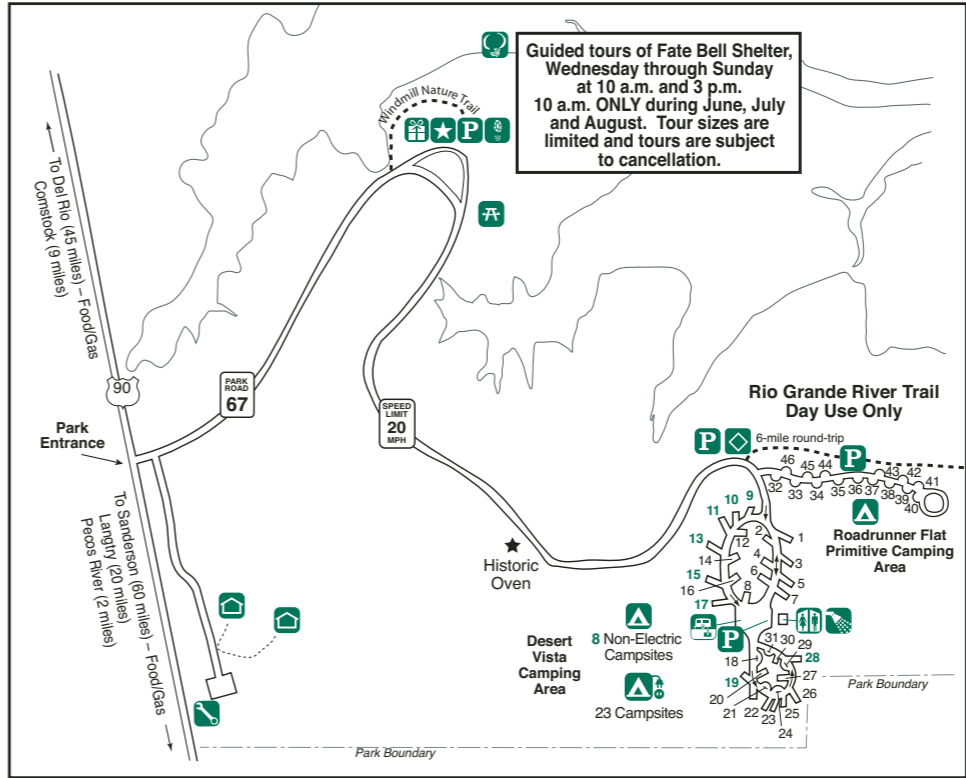 Guided tours of Fate Bell Shelter,
Wednesday through Sunday
at 10 a.m. and 3 p.m.
10 a.m. ONLY during June, July
and August. Tour sizes are
limited and tours are subject
to cancellation.
Windmill Nature Trail
P
To Del Rio (45 miles) – Food/Gas
Comstock (9 miles)
90
PARK
ROAD
67
SPEED
LIMIT
20
MPH
Park
Entrance
To Sanderson (60 miles) – Food/Gas
Langtry (20 miles)
Pecos River (2 miles)
Rio Grande River Trail
Day Use Only
P
6-mile round-trip
P
46
45
44
43
42
41
32
33
34
35
36
37
38
39
40
Roadrunner Flat
Primitive Camping
Area
Historic
Oven
9
10
11
2
1
12
13
4
3
14
6
5
15
16
8
7
17
P
8 Non-Electric
Campsites
Desert
Vista
Camping
Area
23 Campsites
31
30
29
18
28
19
27
20
26
21
22
23
25
24
Park Boundary
Park Boundary